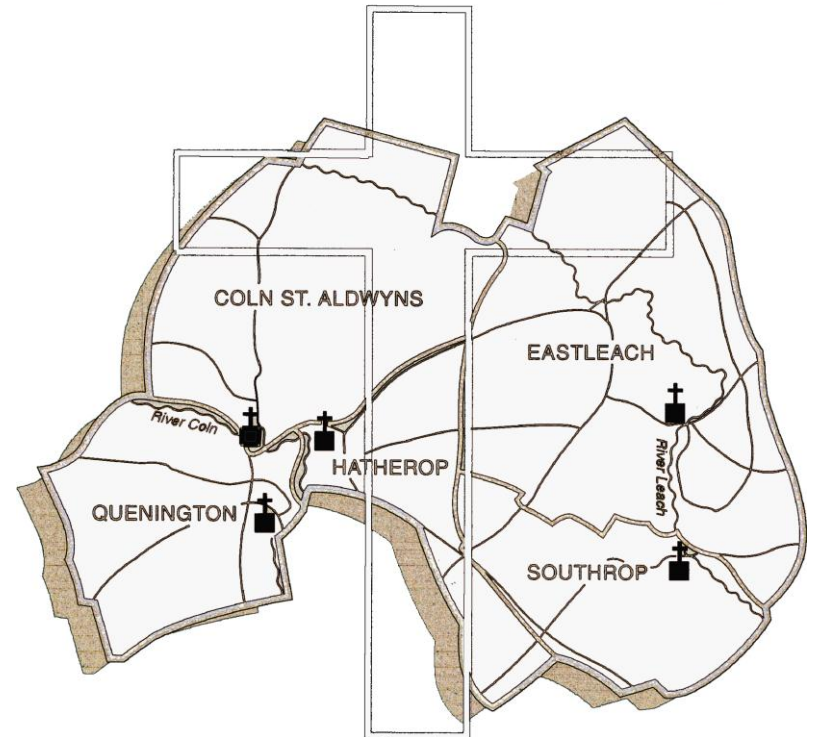 COLN ST. ALDWYNS
EASTLEACH
River Coln
HATHEROP
River Leach
QUENINGTON
SOUTHROP